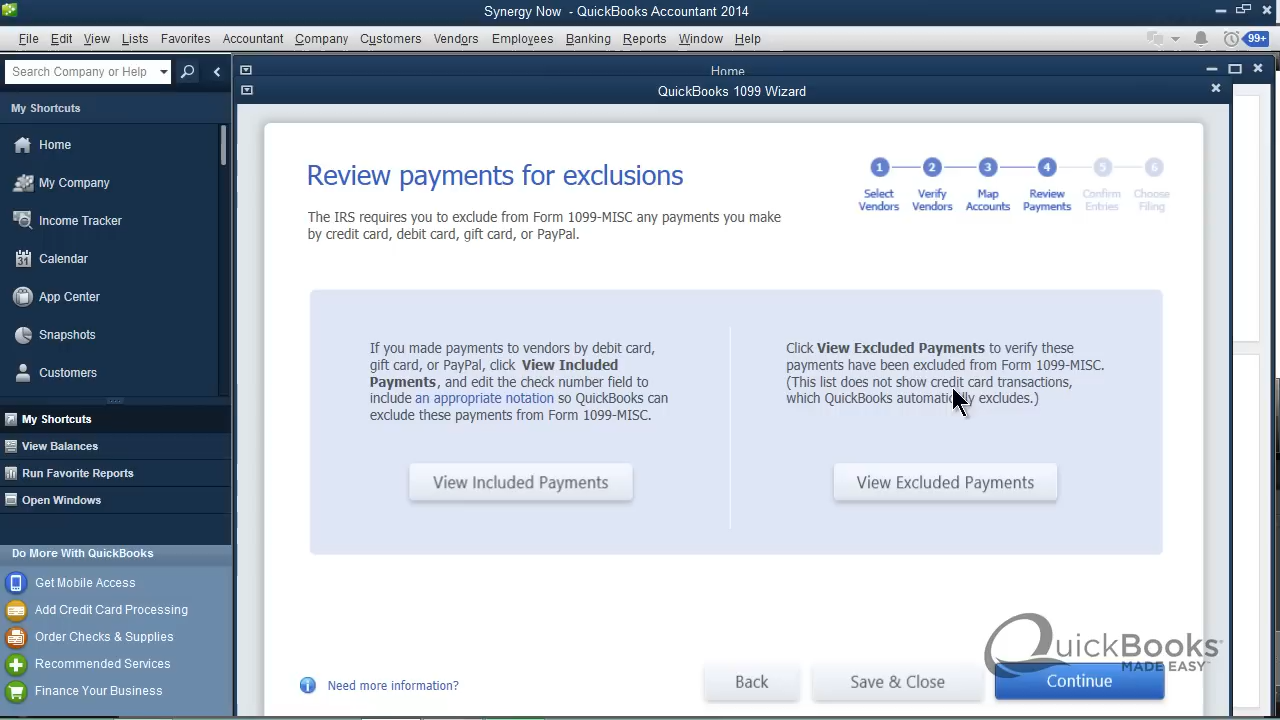 Synergy Now - QuickBooks Accountant 2014
File Edit View Lists Favorites Accountant Company Customers Vendors Employees Banking Reports Window Help
99+
Search Company or Help
Home
QuickBooks 1099 Wizard
My Shortcuts
Home
My Company
Income Tracker
31
Calendar
App Center
Snapshots
Customers
My Shortcuts
View Balances
Run Favorite Reports
Open Windows
Do More With QuickBooks
Get Mobile Access
Add Credit Card Processing
Order Checks & Supplies
Recommended Services
Finance Your Business
Review payments for exclusions
The IRS requires you to exclude from Form 1099-MISC any payments you make
by credit card, debit card, gift card, or PayPal.
1 2 3 4 5 6
Select Verify Map Review Confirm Choose
Vendors Vendors Accounts Payments Entries Filing
If you made payments to vendors by debit card,
gift card, or PayPal, click View Included
Payments, and edit the check number field to
include an appropriate notation so QuickBooks can
exclude these payments from Form 1099-MISC.
View Included Payments
Click View Excluded Payments to verify these
payments have been excluded from Form 1099-MISC.
(This list does not show credit card transactions,
which QuickBooks automatically excludes.)
View Excluded Payments
Need more information?
Back
Save & Close
Continue
QuickBooks
MADE EASY™